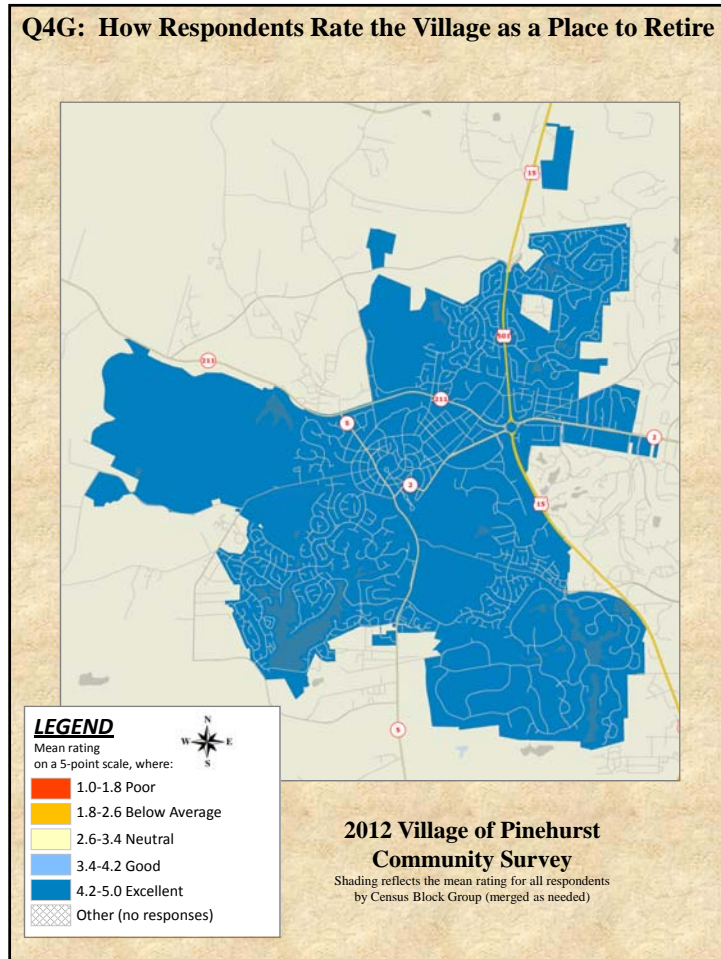 Q4G: How Respondents Rate the Village as a Place to Retire
15
501
211
211
5
2
2
15
5
LEGEND
Mean rating
on a 5-point scale, where:
N
W E
S
1.0-1.8 Poor
1.8-2.6 Below Average
2.6-3.4 Neutral
3.4-4.2 Good
4.2-5.0 Excellent
Other (no responses)
2012 Village of Pinehurst
Community Survey
Shading reflects the mean rating for all respondents
by Census Block Group (merged as needed)